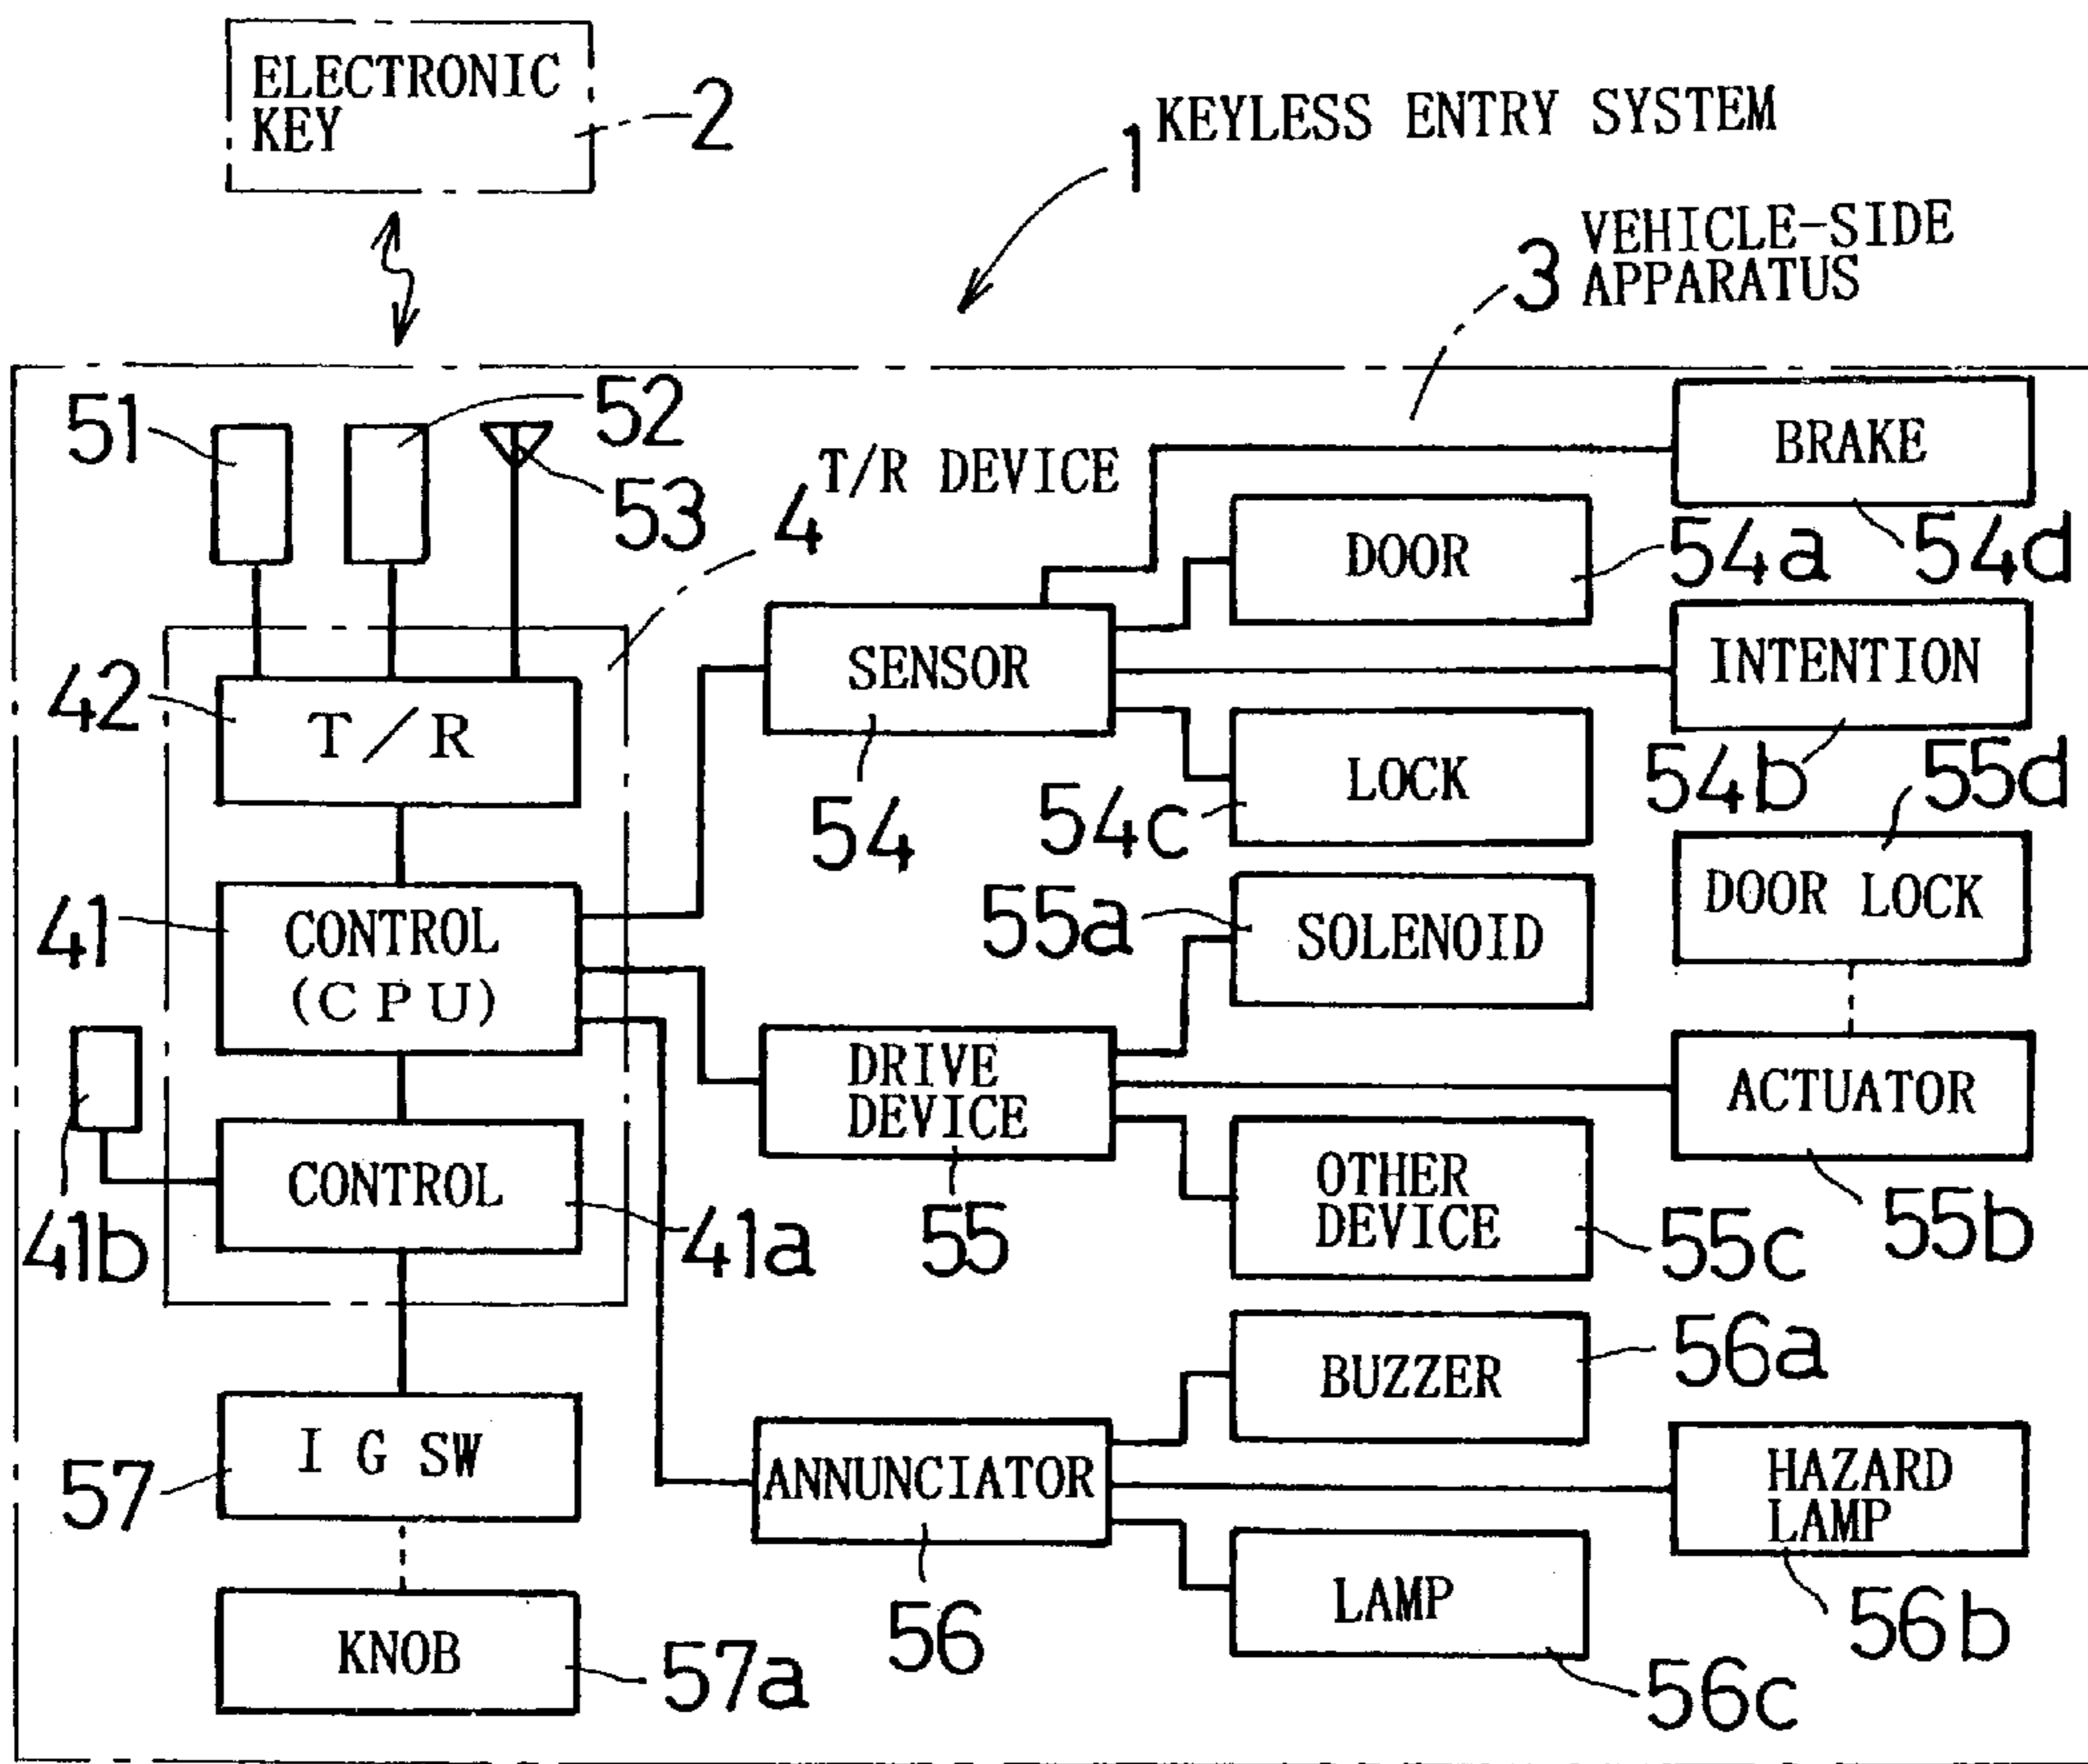 ELECTRONIC
KEY
2
1 KEYLESS ENTRY SYSTEM
3 VEHICLE-SIDE
APPARATUS
51
52
53
4 T/R DEVICE
BRAKE
54d
DOOR
54a
42
T/R
SENSOR
54
INTENTION
54b
LOCK
54c
55d
DOOR LOCK
41
CONTROL
(CPU)
55a
SOLENOID
DRIVE
DEVICE
55
ACTUATOR
55b
41b
CONTROL
41a
OTHER
DEVICE
55c
BUZZER
56a
57
IG SW
ANNUNCIATOR
56
HAZARD
LAMP
56b
KNOB
57a
LAMP
56c